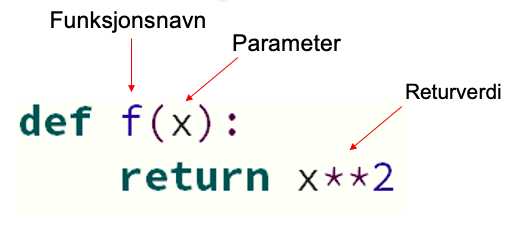 Funksjonsnavn
Parameter
Returverdi
def f(x):
    return x**2